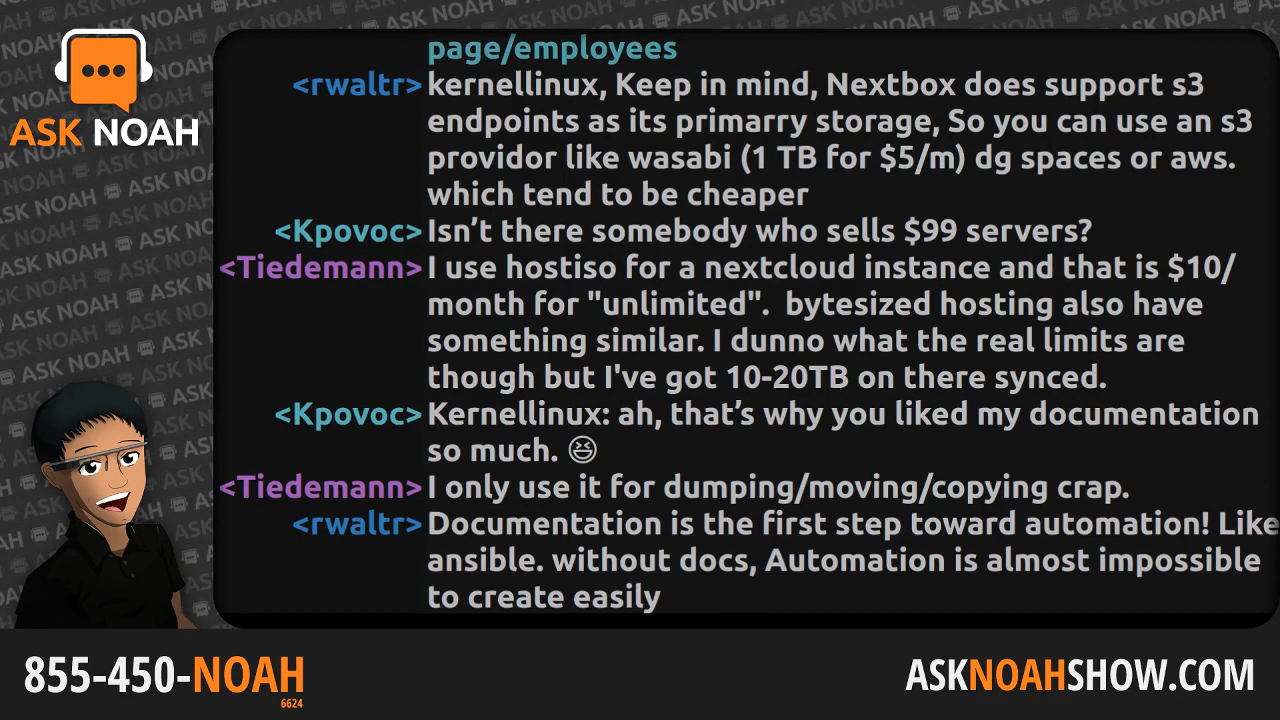 page/employees
<rwaltr> kernellinux, Keep in mind, Nextbox does support s3
endpoints as its primarry storage, So you can use an s3
providor like wasabi (1 TB for $5/m) dg spaces or aws.
which tend to be cheaper
<Kpovoc> Isn’t there somebody who sells $99 servers?
<Tiedemann> I use hostiso for a nextcloud instance and that is $10/
month for "unlimited".  bytesized hosting also have
something similar. I dunno what the real limits are
though but I've got 10-20TB on there synced.
<Kpovoc> Kernellinux: ah, that’s why you liked my documentation
so much. 😆
<Tiedemann> I only use it for dumping/moving/copying crap.
<rwaltr> Documentation is the first step toward automation! Like
ansible. without docs, Automation is almost impossible
to create easily
ASK NOAH
855-450-NOAH
6624
ASKNOAHSHOW.COM